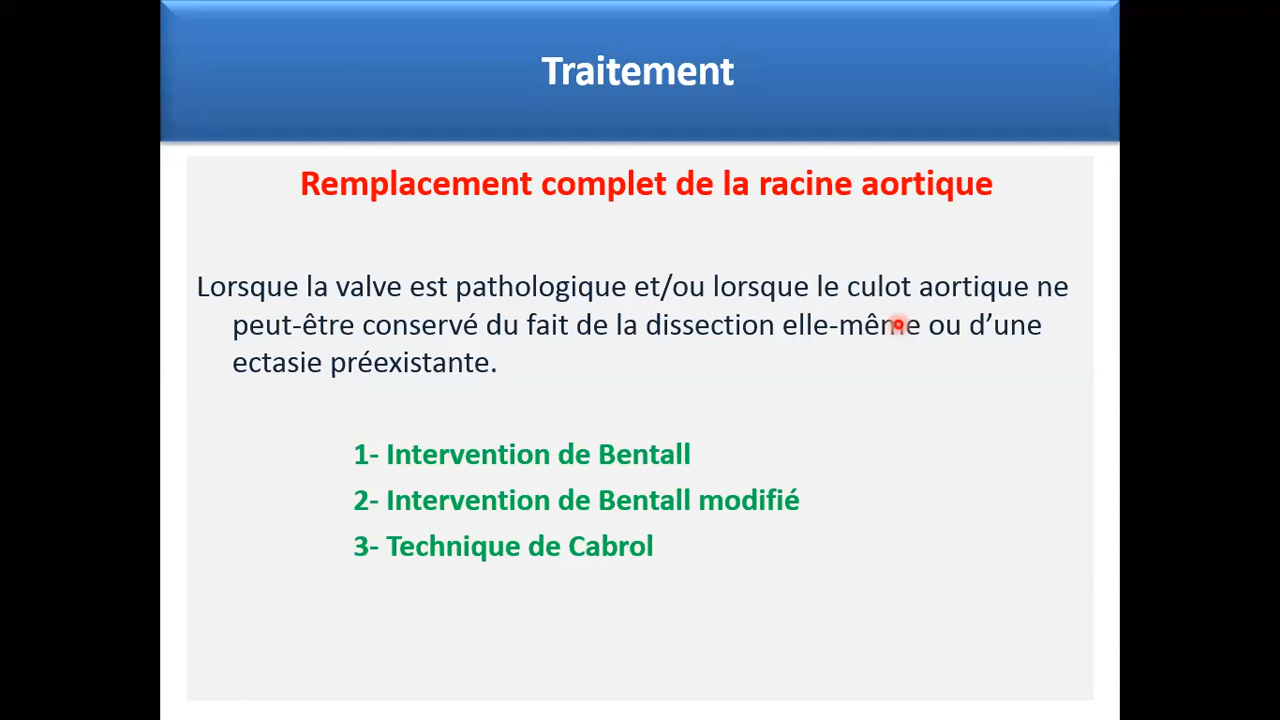 Traitement
Remplacement complet de la racine aortique
Lorsque la valve est pathologique et/ou lorsque le culot aortique ne
peut-être conservé du fait de la dissection elle-même ou d’une
ectasie préexistante.
1- Intervention de Bentall
2- Intervention de Bentall modifié
3- Technique de Cabrol